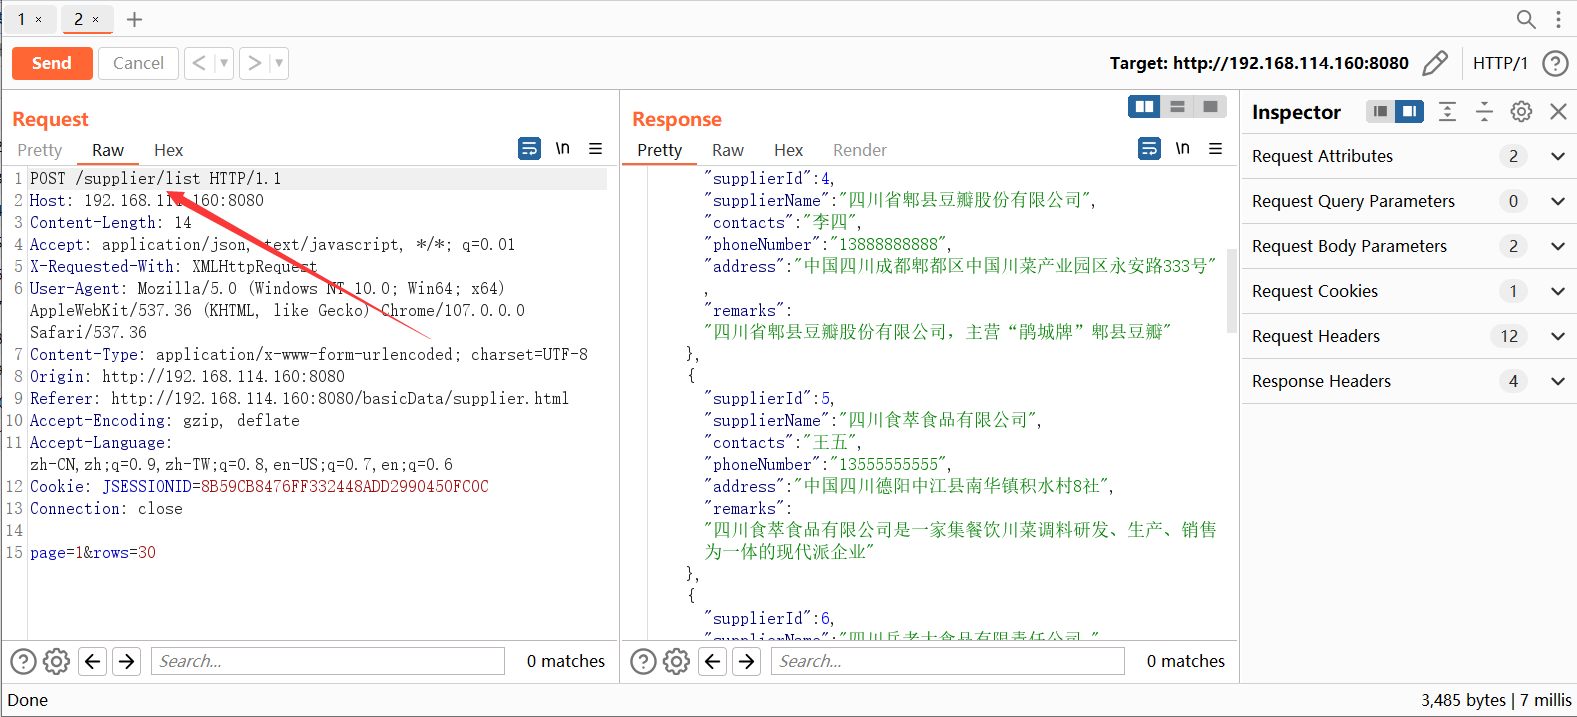 1 × 2 × +
Send Cancel < ▼ > ▼ Target: http://192.168.114.160:8080 HTTP/1 ?
Request
Pretty Raw Hex \n
1 POST /supplier/list HTTP/1.1
2 Host: 192.168.114.160:8080
3 Content-Length: 14
4 Accept: application/json, text/javascript, */*; q=0.01
5 X-Requested-With: XMLHttpRequest
6 User-Agent: Mozilla/5.0 (Windows NT 10.0; Win64; x64)
AppleWebKit/537.36 (KHTML, like Gecko) Chrome/107.0.0.0
Safari/537.36
7 Content-Type: application/x-www-form-urlencoded; charset=UTF-8
8 Origin: http://192.168.114.160:8080
9 Referer: http://192.168.114.160:8080/basicData/supplier.html
10 Accept-Encoding: gzip, deflate
11 Accept-Language:
zh-CN,zh;q=0.9,zh-TW;q=0.8,en-US;q=0.7,en;q=0.6
12 Cookie: JSESSIONID=8B59CB8476FF332448ADD2990450FC0C
13 Connection: close
14
15 page=1&rows=30
? Search... 0 matches
Response
Pretty Raw Hex Render \n
"supplierId":4,
"supplierName":"四川省郫县豆瓣股份有限公司",
"contacts":"李四",
"phoneNumber":"13888888888",
"address":"中国四川成都郫都区中国川菜产业园区永安路333号"
,
"remarks":
"四川省郫县豆瓣股份有限公司，主营“鹃城牌”郫县豆瓣"
},
{
"supplierId":5,
"supplierName":"四川食萃食品有限公司",
"contacts":"王五",
"phoneNumber":"13555555555",
"address":"中国四川德阳中江县南华镇积水村8社",
"remarks":
"四川食萃食品有限公司是一家集餐饮川菜调料研发、生产、销售
为一体的现代派企业"
},
{
"supplierId":6,
"supplierName":"四川丘老大食品有限责任公司 "
? Search... 0 matches
Inspector
Request Attributes 2
Request Query Parameters 0
Request Body Parameters 2
Request Cookies 1
Request Headers 12
Response Headers 4
Done 3,485 bytes | 7 millis